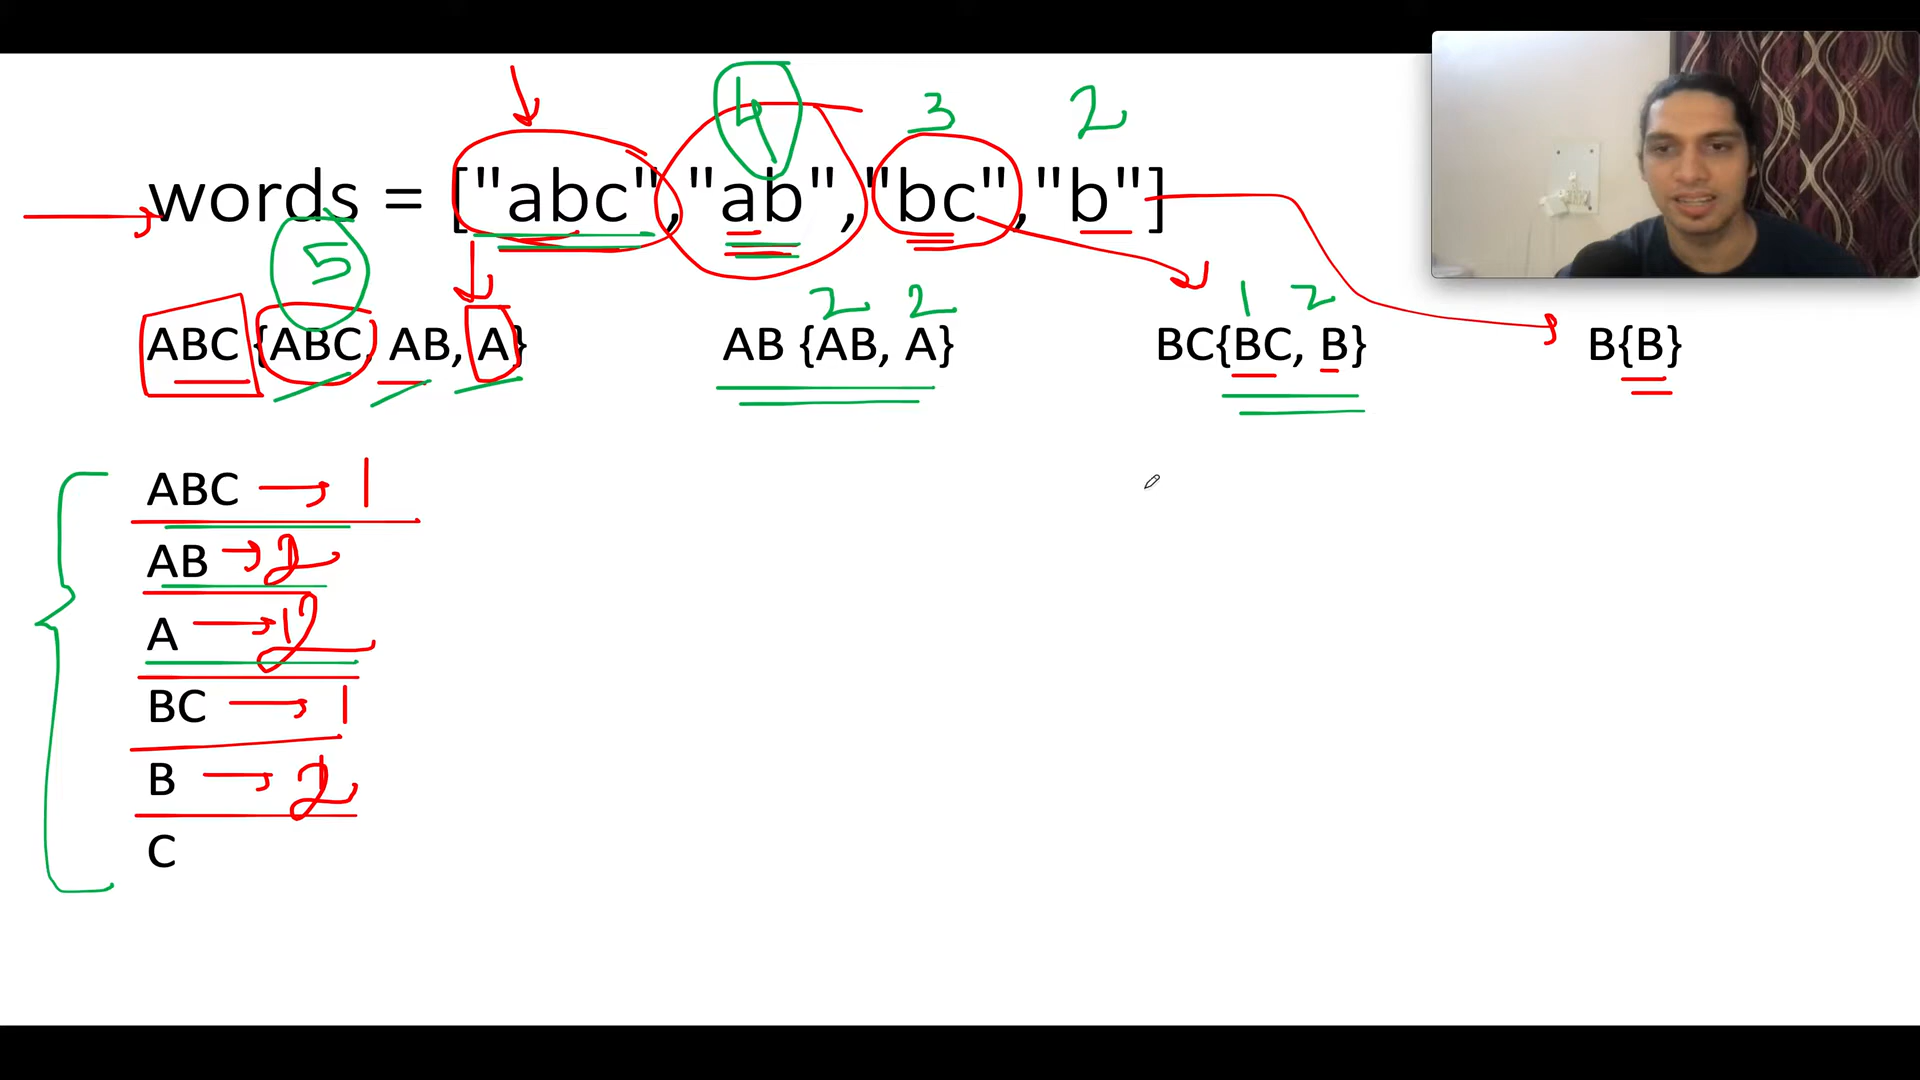 4 3 2
words = ["abc", "ab", "bc", "b"]
5
2 2 1 2
ABC {ABC, AB, A} AB {AB, A} BC{BC, B} B{B}
ABC → 1
AB → 2
A → 2
BC → 1
B → 2
C